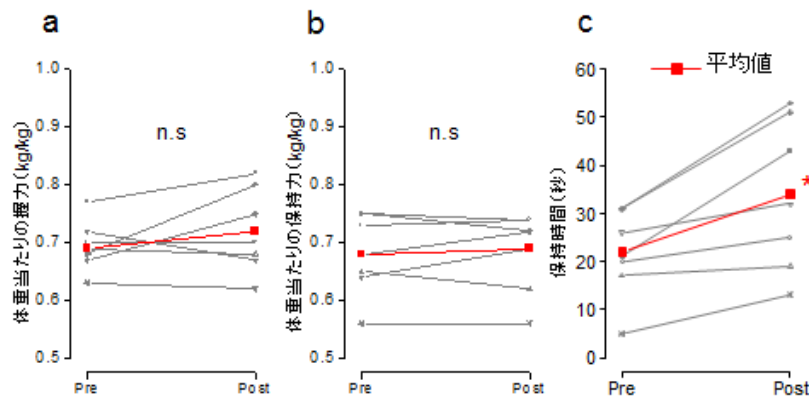 a
体重当たりの握力(kg/kg)
1.0
0.9
0.8
0.7
0.6
0.5
n.s
Pre
Post
b
体重当たりの保持力(kg/kg)
1.0
0.9
0.8
0.7
0.6
0.5
n.s
Pre
Post
c
保持時間(秒)
60
50
40
30
20
10
0
平均値
*
Pre
Post